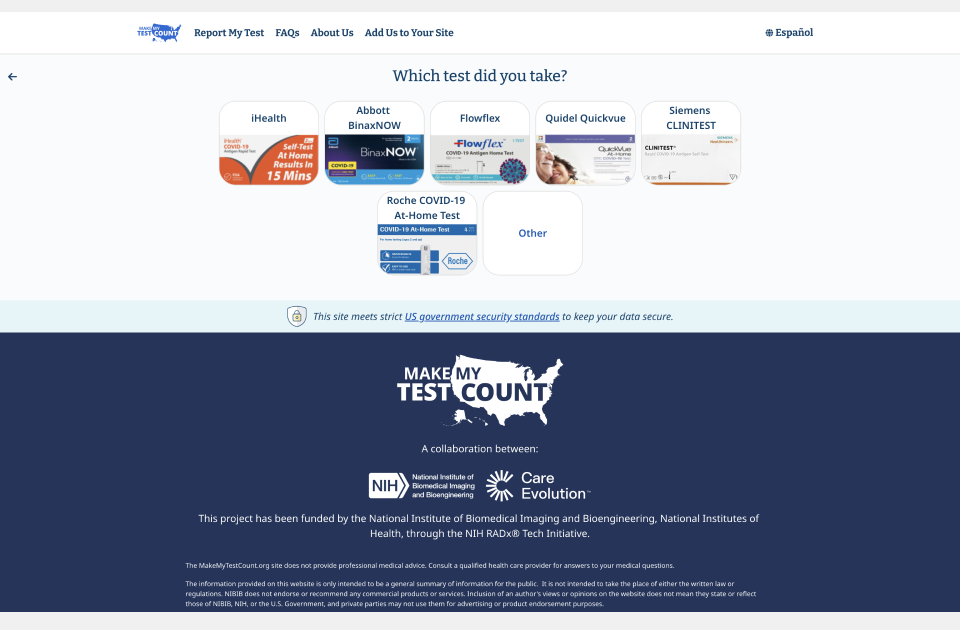 MAKE MY
TEST COUNT
Report My Test
FAQs
About Us
Add Us to Your Site
Español
Which test did you take?
iHealth
iHealth
COVID-19
Antigen Rapid Test
Self-Test
At Home
Results In
15 Mins
Abbott
BinaxNOW
BinaxNOW
COVID-19
Flowflex
Flowflex
COVID-19 Antigen Home Test
Quidel Quickvue
QuickVue
At-Home
Siemens
CLINITEST
CLINITEST
Roche COVID-19
At-Home Test
COVID-19 At-Home Test
4
Roche
Other
This site meets strict US government security standards to keep your data secure.
MAKE MY
TEST COUNT
A collaboration between:
NIH
National Institute of
Biomedical Imaging
and Bioengineering
Care
Evolution™
This project has been funded by the National Institute of Biomedical Imaging and Bioengineering, National Institutes of
Health, through the NIH RADx® Tech Initiative.
The MakeMyTestCount.org site does not provide professional medical advice. Consult a qualified health care provider for answers to your medical questions.
The information provided on this website is only intended to be a general summary of information for the public. It is not intended to take the place of either the written law or
regulations. NIBIB does not endorse or recommend any commercial products or services. Inclusion of an author's views or opinions on the website does not mean they state or reflect
those of NIBIB, NIH, or the U.S. Government, and private parties may not use them for advertising or product endorsement purposes.